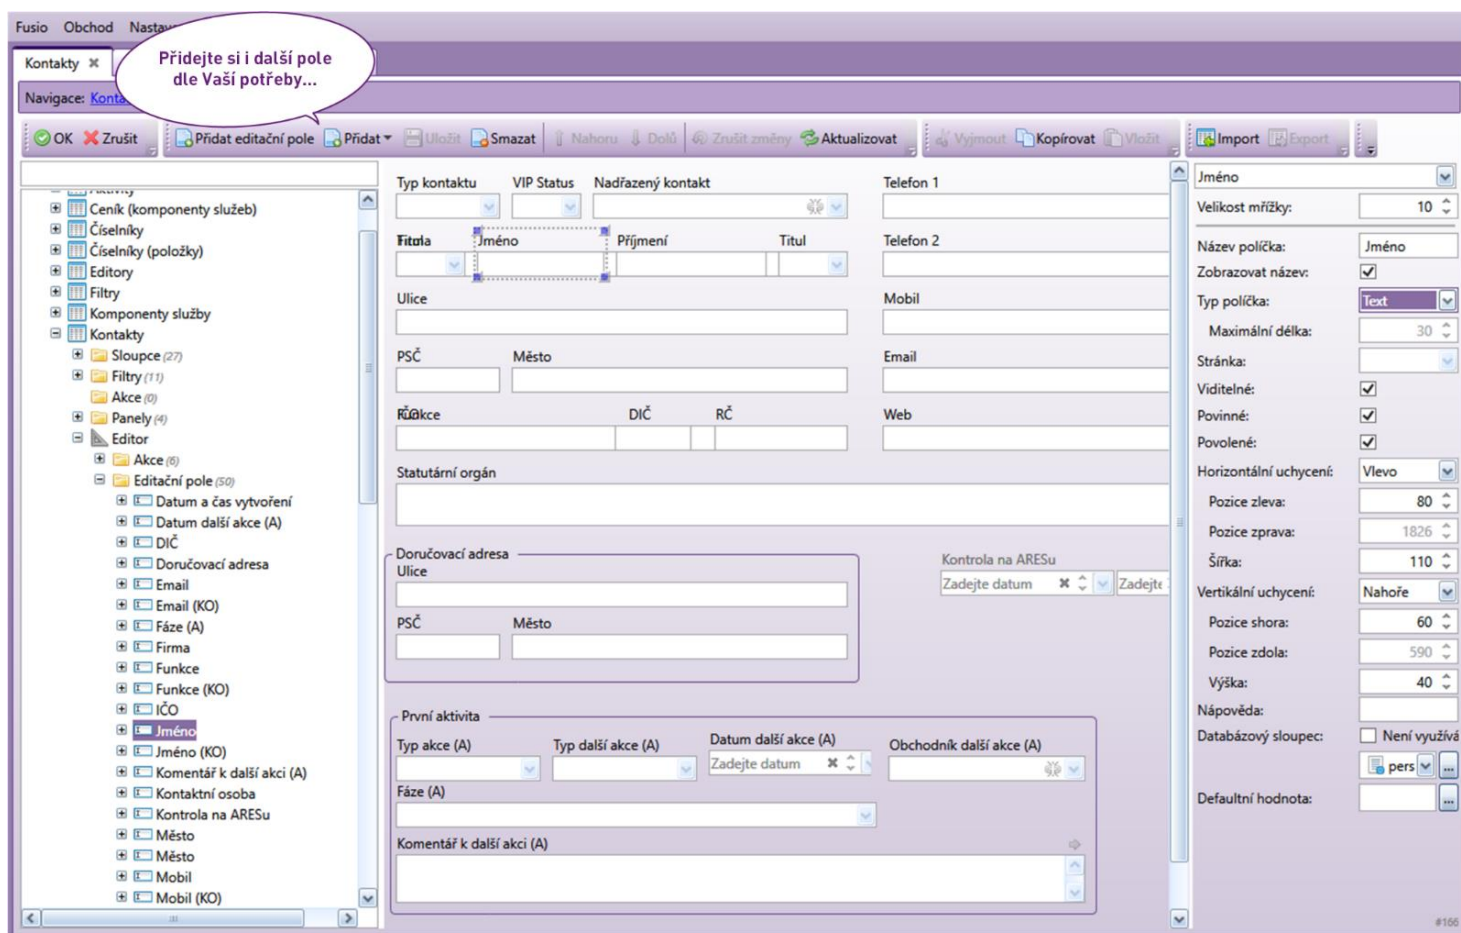 Fusio Obchod Nastav
Přidejte si i další pole
dle Vaší potřeby...
Kontakty
Navigace: Konta
OK Zrušit Přidat editační pole Přidat Uložit Smazat Nahoru Dolů Zrušit změny Aktualizovat Vyjmout Kopírovat Vložit Import Export
Aktivity
Ceník (komponenty služeb)
Číselníky
Číselníky (položky)
Editory
Filtry
Komponenty služby
Kontakty
Sloupce (27)
Filtry (11)
Akce (0)
Panely (4)
Editor
Akce (6)
Editační pole (50)
Datum a čas vytvoření
Datum další akce (A)
DIČ
Doručovací adresa
Email
Email (KO)
Fáze (A)
Firma
Funkce
Funkce (KO)
IČO
Jméno
Jméno (KO)
Komentář k další akci (A)
Kontaktní osoba
Kontrola na ARESu
Město
Město
Mobil
Mobil (KO)
Typ kontaktu VIP Status Nadřazený kontakt Telefon 1
Jméno Příjmení Titul Telefon 2
Ulice Mobil
PSČ Město Email
DIČ RČ Web
Statutární orgán
Doručovací adresa
Ulice
Kontrola na ARESu
Zadejte datum Zadejte
PSČ Město
První aktivita
Typ akce (A) Typ další akce (A) Datum další akce (A) Obchodník další akce (A)
Zadejte datum
Fáze (A)
Komentář k další akci (A)
Jméno
Velikost mřížky: 10
Název políčka: Jméno
Zobrazovat název:
Typ políčka: Text
Maximální délka: 30
Stránka:
Viditelné:
Povinné:
Povolené:
Horizontální uchycení: Vlevo
Pozice zleva: 80
Pozice zprava: 1826
Šířka: 110
Vertikální uchycení: Nahoře
Pozice shora: 60
Pozice zdola: 590
Výška: 40
Nápověda:
Databázový sloupec: Není využívá
pers ...
Defaultní hodnota: ...
#166